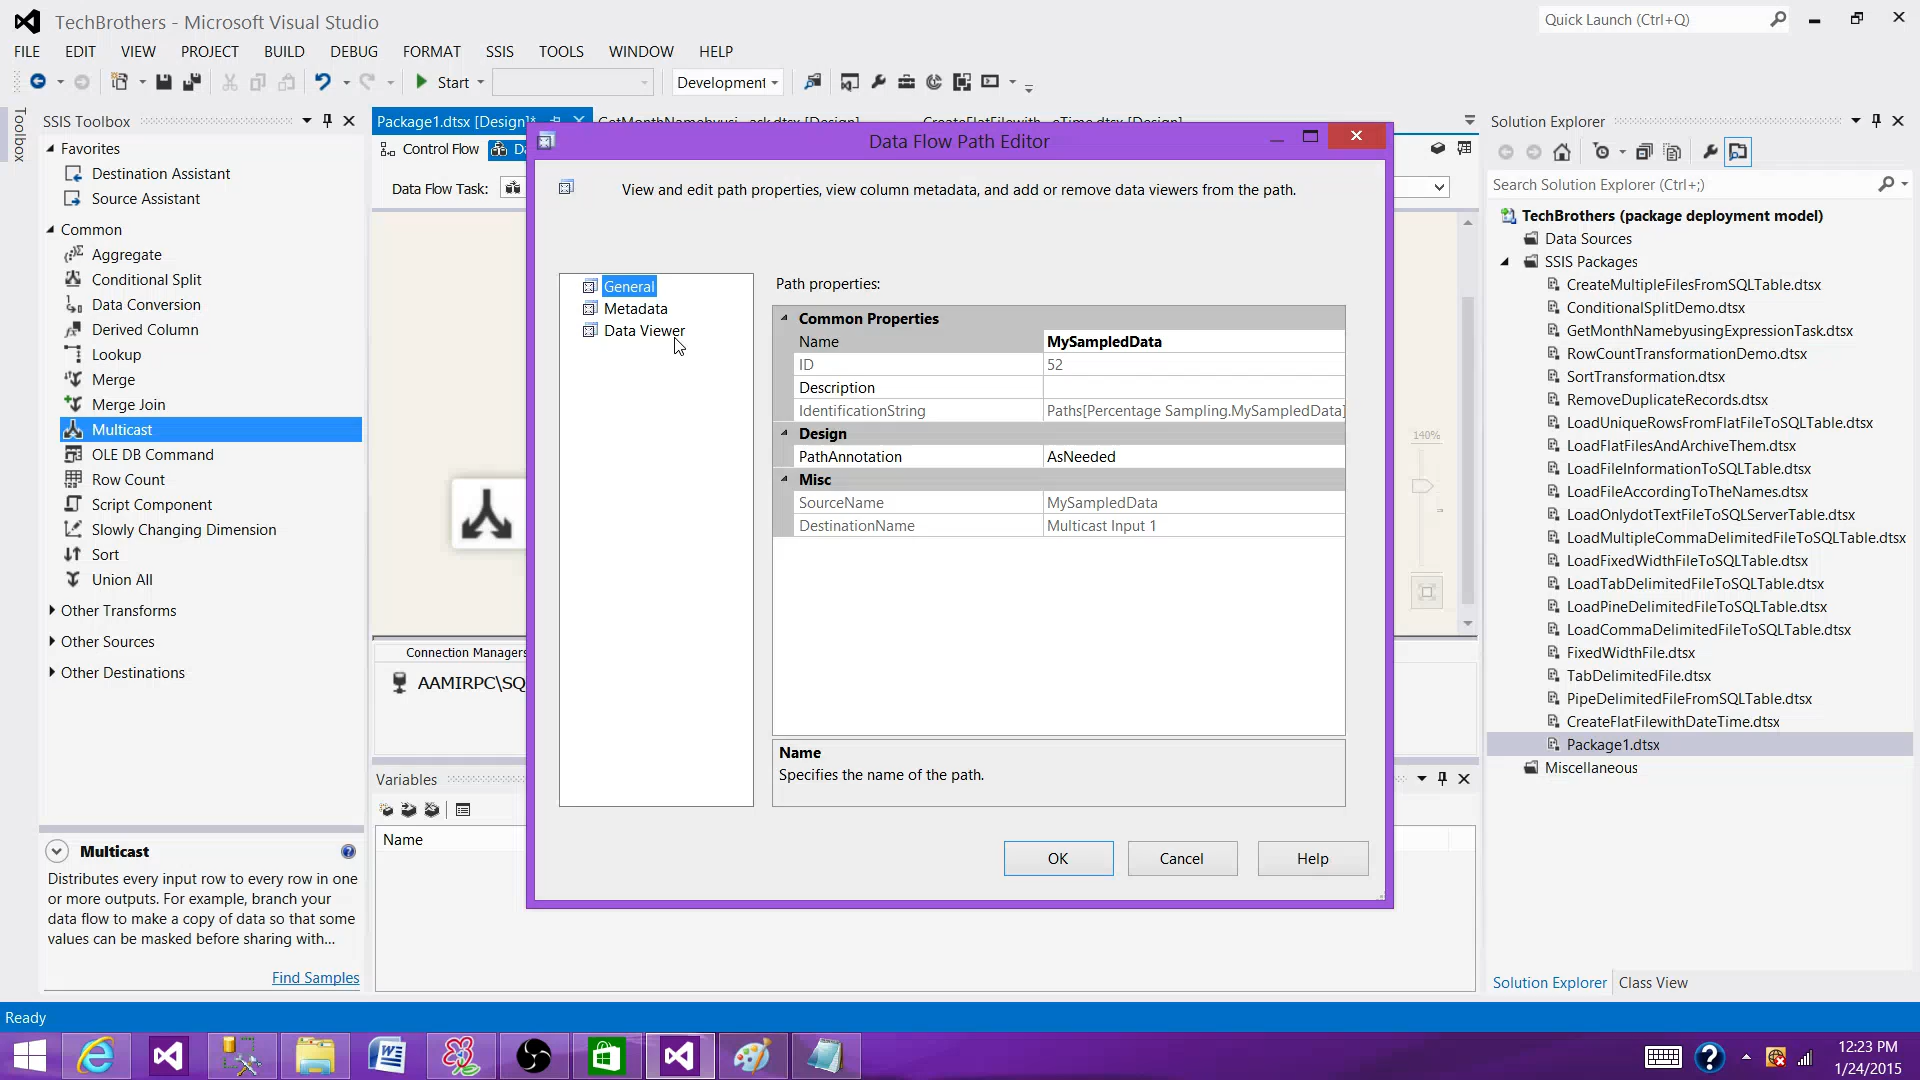 TechBrothers - Microsoft Visual Studio
Quick Launch (Ctrl+Q)
FILE EDIT VIEW PROJECT BUILD DEBUG FORMAT SSIS TOOLS WINDOW HELP
Start
Development
Toolbox
SSIS Toolbox
Favorites
Destination Assistant
Source Assistant
Common
Aggregate
Conditional Split
Data Conversion
Derived Column
Lookup
Merge
Merge Join
Multicast
OLE DB Command
Row Count
Script Component
Slowly Changing Dimension
Sort
Union All
Other Transforms
Other Sources
Other Destinations
Multicast
Distributes every input row to every row in one
or more outputs. For example, branch your
data flow to make a copy of data so that some
values can be masked before sharing with...
Find Samples
Package1.dtsx [Design]*
Control Flow
Da
Data Flow Task:
140%
Connection Managers
AAMIRPC\SQ
Variables
Name
Data Flow Path Editor
View and edit path properties, view column metadata, and add or remove data viewers from the path.
General
Metadata
Data Viewer
Path properties:
Common Properties
Name MySampledData
ID 52
Description
IdentificationString Paths[Percentage Sampling.MySampledData]
Design
PathAnnotation AsNeeded
Misc
SourceName MySampledData
DestinationName Multicast Input 1
Name
Specifies the name of the path.
OK Cancel Help
Solution Explorer
Search Solution Explorer (Ctrl+;)
TechBrothers (package deployment model)
Data Sources
SSIS Packages
CreateMultipleFilesFromSQLTable.dtsx
ConditionalSplitDemo.dtsx
GetMonthNamebyusingExpressionTask.dtsx
RowCountTransformationDemo.dtsx
SortTransformation.dtsx
RemoveDuplicateRecords.dtsx
LoadUniqueRowsFromFlatFileToSQLTable.dtsx
LoadFlatFilesAndArchiveThem.dtsx
LoadFileInformationToSQLTable.dtsx
LoadFileAccordingToTheNames.dtsx
LoadOnlydotTextFileToSQLServerTable.dtsx
LoadMultipleCommaDelimitedFileToSQLTable.dtsx
LoadFixedWidthFileToSQLTable.dtsx
LoadTabDelimitedFileToSQLTable.dtsx
LoadPineDelimitedFileToSQLTable.dtsx
LoadCommaDelimitedFileToSQLTable.dtsx
FixedWidthFile.dtsx
TabDelimitedFile.dtsx
PipeDelimitedFileFromSQLTable.dtsx
CreateFlatFilewithDateTime.dtsx
Package1.dtsx
Miscellaneous
Solution Explorer Class View
Ready
12:23 PM
1/24/2015